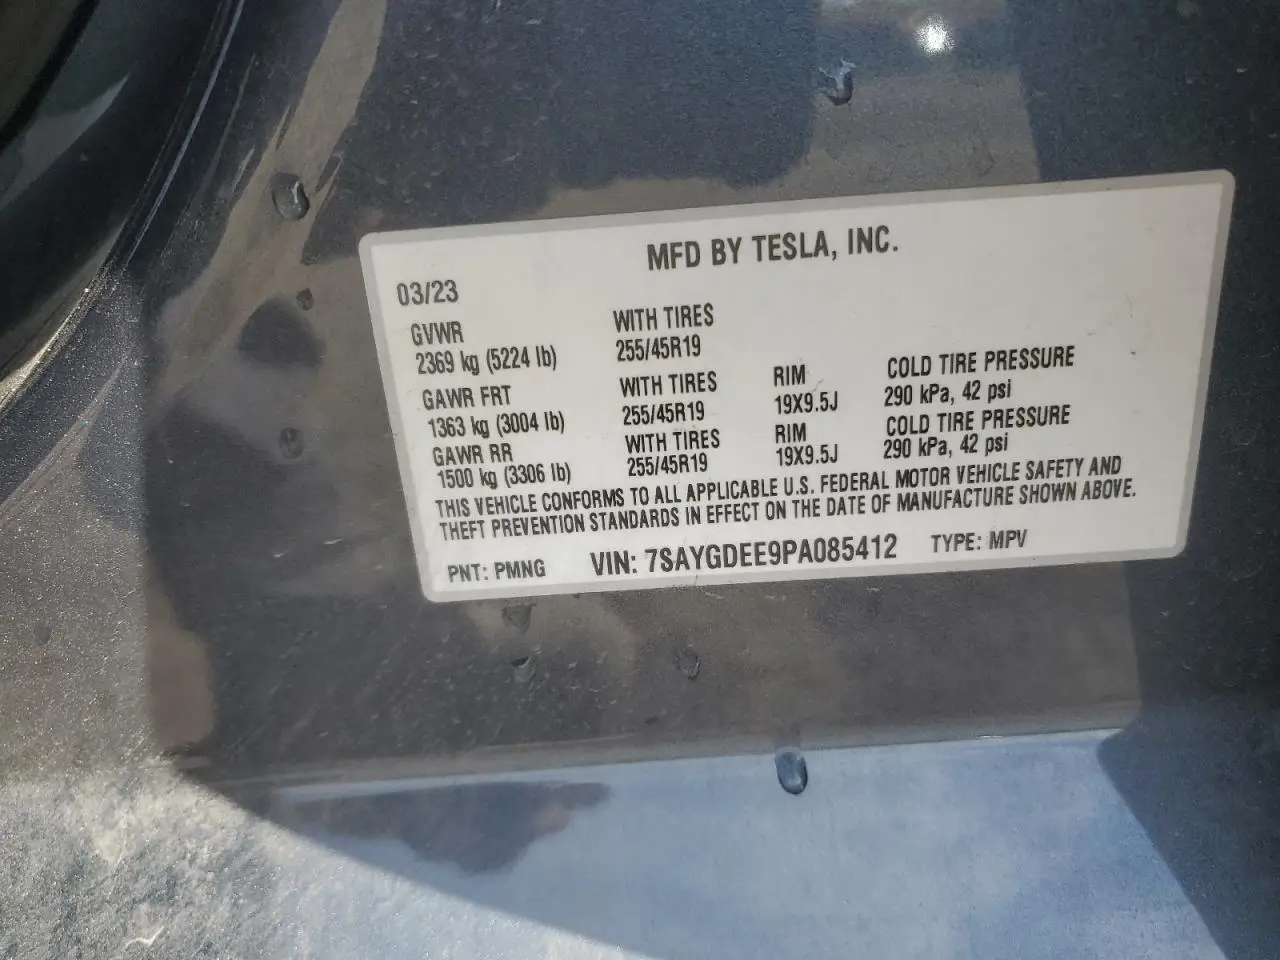 MFD BY TESLA, INC.
03/23
GVWR WITH TIRES
2369 kg (5224 lb) 255/45R19
GAWR FRT WITH TIRES RIM COLD TIRE PRESSURE
1363 kg (3004 lb) 255/45R19 19X9.5J 290 kPa, 42 psi
GAWR RR WITH TIRES RIM COLD TIRE PRESSURE
1500 kg (3306 lb) 255/45R19 19X9.5J 290 kPa, 42 psi
THIS VEHICLE CONFORMS TO ALL APPLICABLE U.S. FEDERAL MOTOR VEHICLE SAFETY AND
THEFT PREVENTION STANDARDS IN EFFECT ON THE DATE OF MANUFACTURE SHOWN ABOVE.
PNT: PMNG VIN: 7SAYGDEE9PA085412 TYPE: MPV